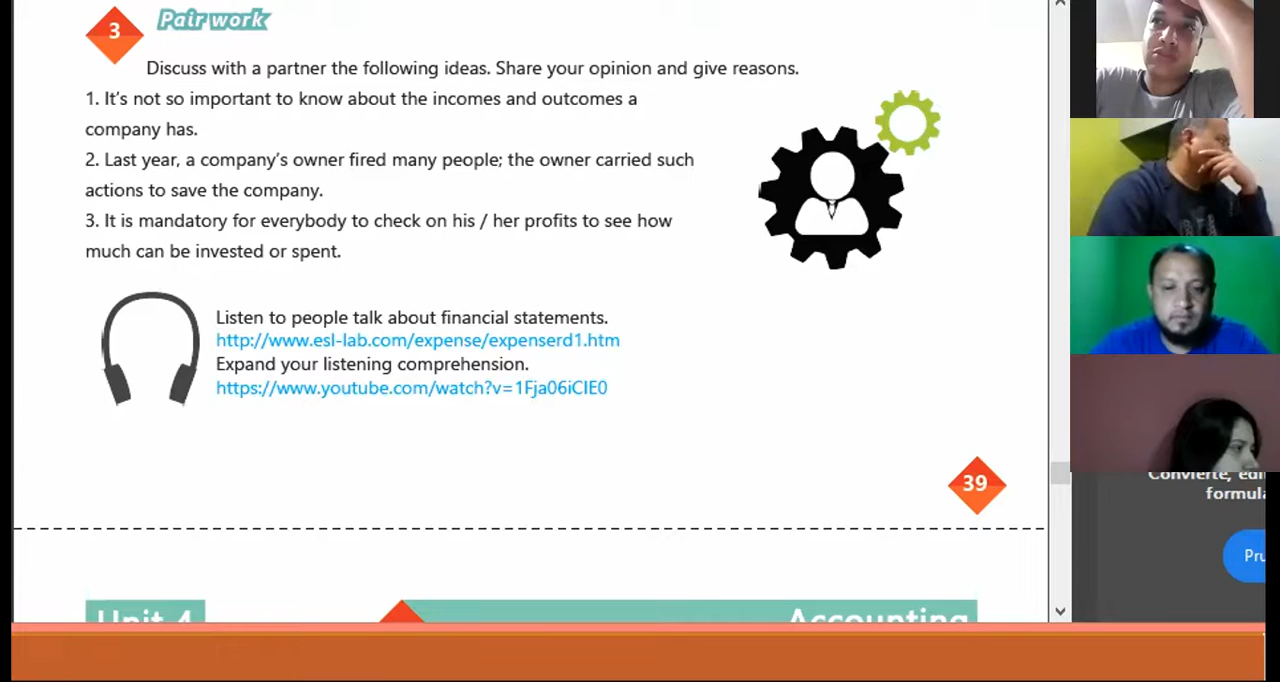 3
Pair work
Discuss with a partner the following ideas. Share your opinion and give reasons.
1. It's not so important to know about the incomes and outcomes a
company has.
2. Last year, a company's owner fired many people; the owner carried such
actions to save the company.
3. It is mandatory for everybody to check on his / her profits to see how
much can be invested or spent.
Listen to people talk about financial statements.
http://www.esl-lab.com/expense/expenserd1.htm
Expand your listening comprehension.
https://www.youtube.com/watch?v=1Fja06iCIE0
39
Unit 4
Accounting
Convierte,